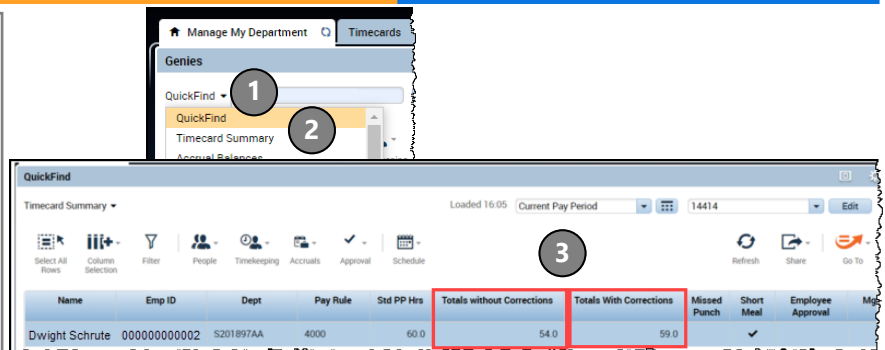 Manage My Department
Timecards
Genies
QuickFind
1
QuickFind
2
Timecard Summary
Accrual Balances
QuickFind
Timecard Summary
Loaded 16:05
Current Pay Period
14414
Edit
Select All Rows
Column Selection
Filter
People
Timekeeping
Accruals
Approval
Schedule
3
Refresh
Share
Go To
Name Emp ID Dept Pay Rule Std PP Hrs Totals without Corrections Totals With Corrections Missed Punch Short Meal Employee Approval
Dwight Schrute 000000000002 S201897AA 4000 60.0 54.0 59.0